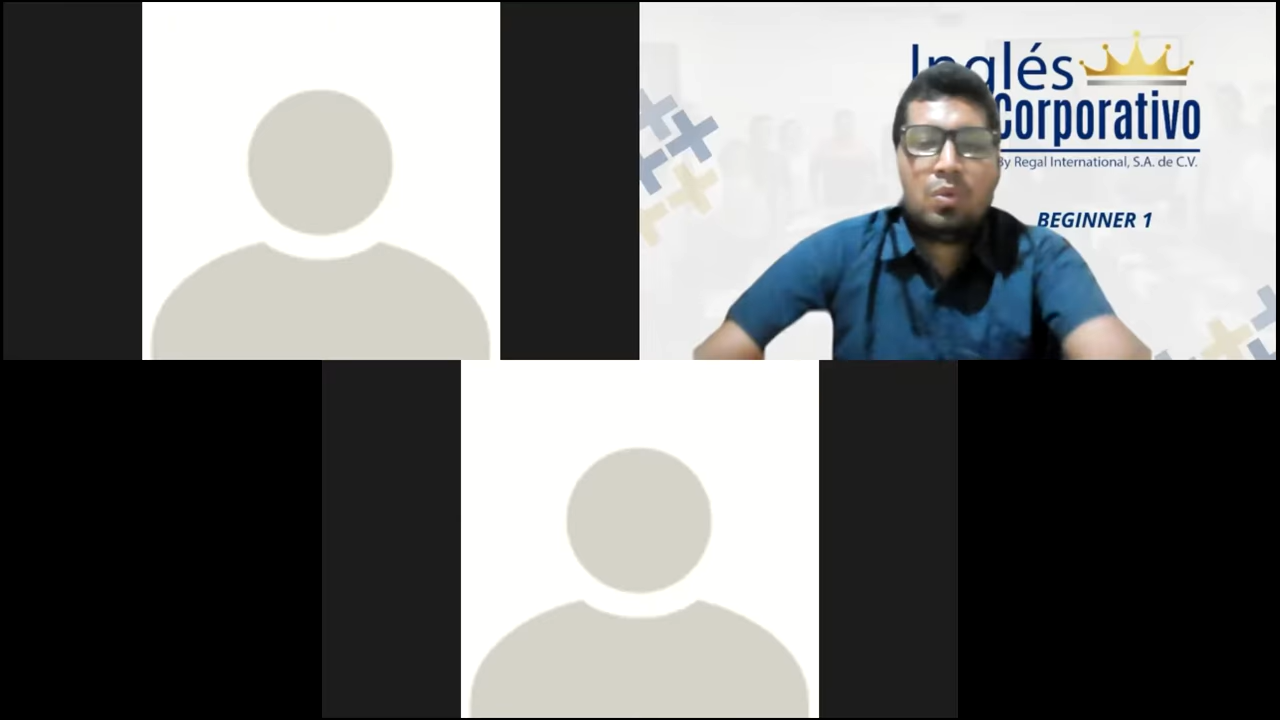 Inglés
Corporativo
By Regal International, S.A. de C.V.
BEGINNER 1